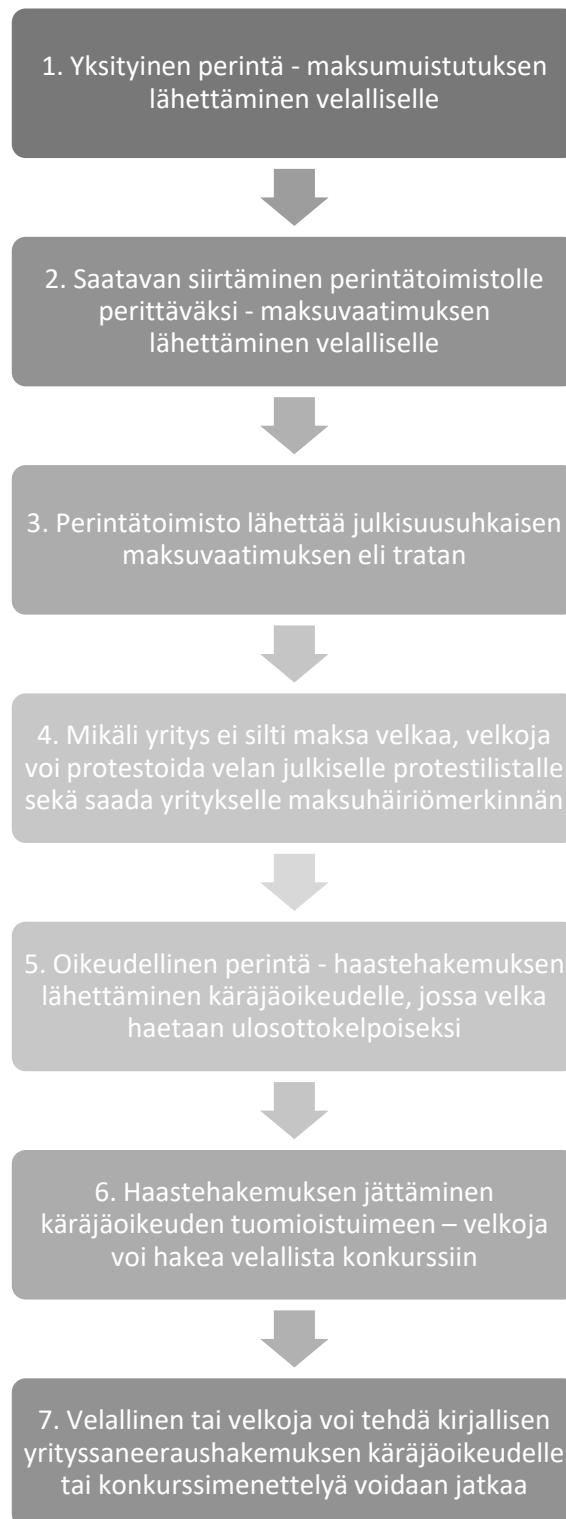 1. Yksityinen perintä - maksumuistutuksen
lähettäminen velalliselle
2. Saatavan siirtäminen perintätoimistolle
perittäväksi - maksuvaatimuksen
lähettäminen velalliselle
3. Perintätoimisto lähettää julkisuusuhkaisen
maksuvaatimuksen eli tratan
4. Mikäli yritys ei silti maksa velkaa, velkoja
voi protestoida velan julkiselle protestilistalle
sekä saada yritykselle maksuhäiriömerkinnän
5. Oikeudellinen perintä - haastehakemuksen
lähettäminen käräjäoikeudelle, jossa velka
haetaan ulosottokelpoiseksi
6. Haastehakemuksen jättäminen
käräjäoikeuden tuomioistuimeen – velkoja
voi hakea velallista konkurssiin
7. Velallinen tai velkoja voi tehdä kirjallisen
yrityssaneeraushakemuksen käräjäoikeudelle
tai konkurssimenettelyä voidaan jatkaa